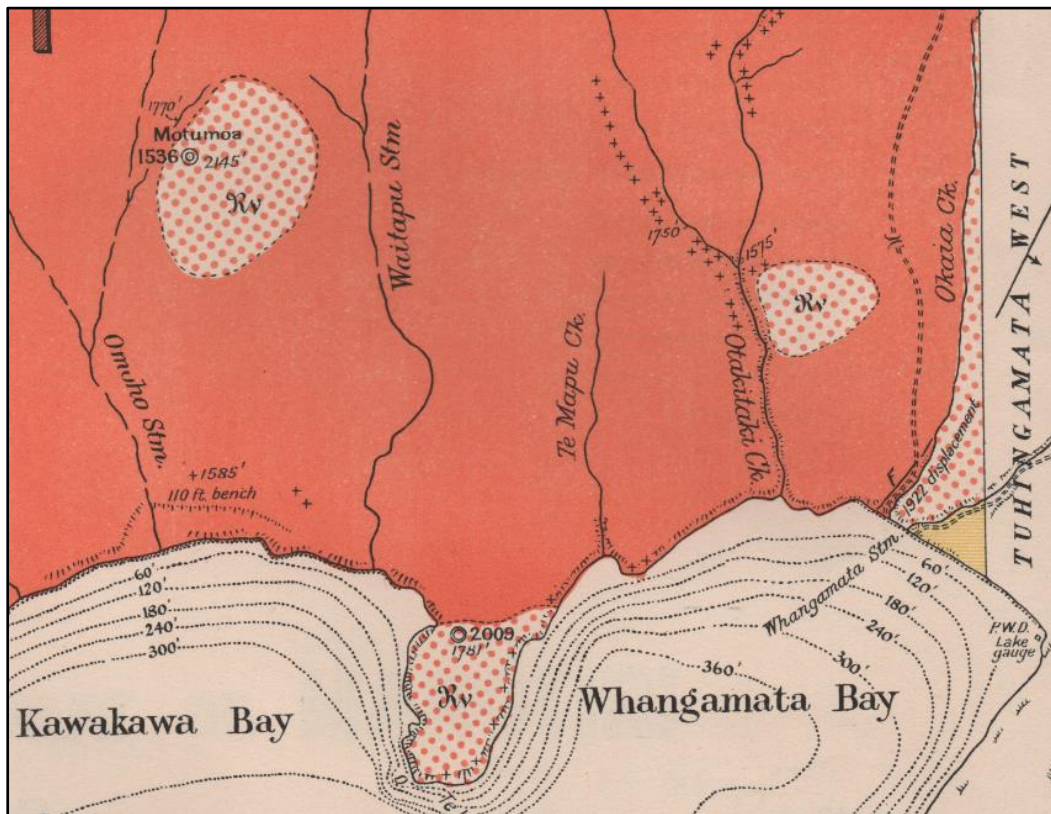 1770'
Motumoa
1536 2145'
Rv
Omoho Stm.
+1585'
110 ft. bench
Waitapu Stm
Te Mapu Ck.
1750'
1575'
Rv
Otakitaki Ck.
Okaia Ck.
TUHINGAMATA WEST
F
1922 displacement
Whangamata Stm
P.W.D.
Lake
gauge
60'
120'
180'
240'
300'
60'
120'
180'
240'
300'
360'
2009
1781'
Rv
Kawakawa Bay
Whangamata Bay